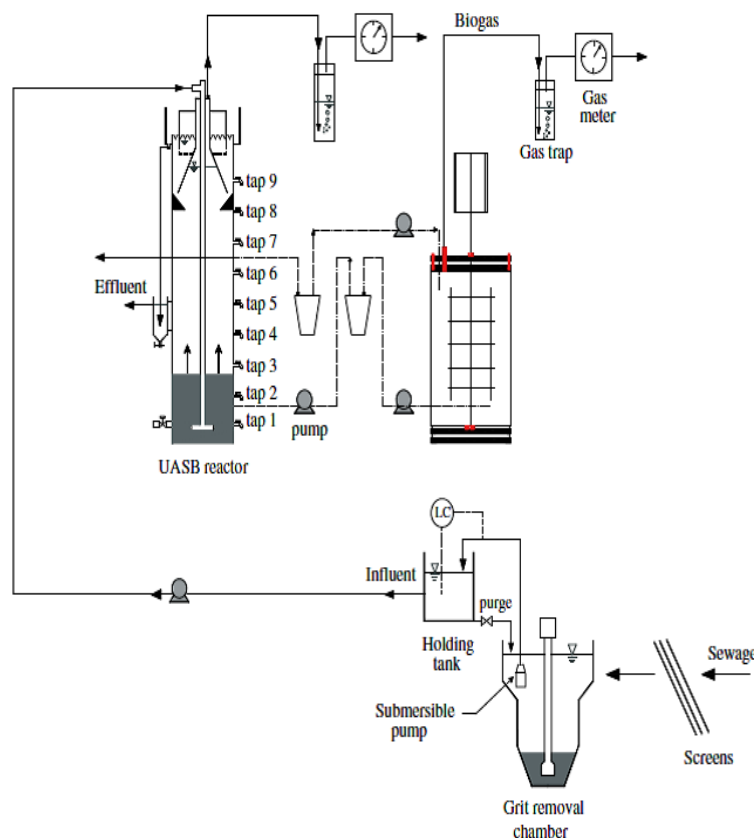 Biogas
Gas
meter
Gas trap
tap 9
tap 8
tap 7
tap 6
Effluent
tap 5
tap 4
tap 3
tap 2
tap 1
pump
UASB reactor
LC
Influent
purge
Holding
tank
Sewage
Submersible
pump
Screens
Grit removal
chamber